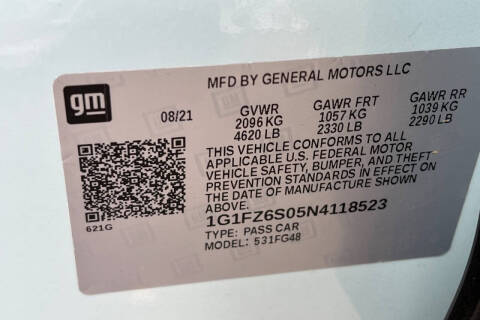 MFD BY GENERAL MOTORS LLC
gm
08/21
GVWR GAWR FRT GAWR RR
2096 KG 1057 KG 1039 KG
4620 LB 2330 LB 2290 LB
THIS VEHICLE CONFORMS TO ALL
APPLICABLE U.S. FEDERAL MOTOR
VEHICLE SAFETY, BUMPER, AND THEFT
PREVENTION STANDARDS IN EFFECT ON
THE DATE OF MANUFACTURE SHOWN
ABOVE.
1G1FZ6S05N4118523
621G
TYPE: PASS CAR
MODEL: 531FG48